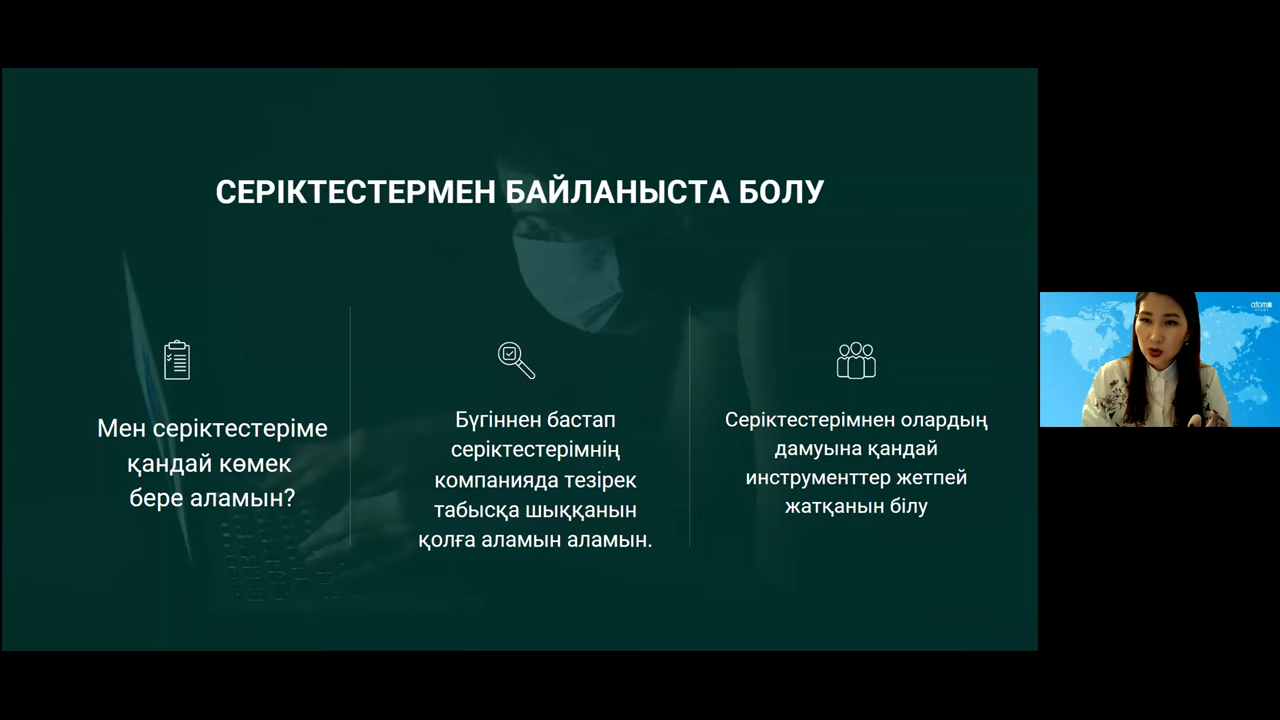 СЕРІКТЕСТЕРМЕН БАЙЛАНЫСТА БОЛУ
Мен серіктестеріме
қандай көмек
бере аламын?
Бүгіннен бастап
серіктестерімнің
компанияда тезірек
табысқа шыққанын
қолға аламын аламын.
Серіктестерімнен олардың
дамуына қандай
инструменттер жетпей
жатқанын білу